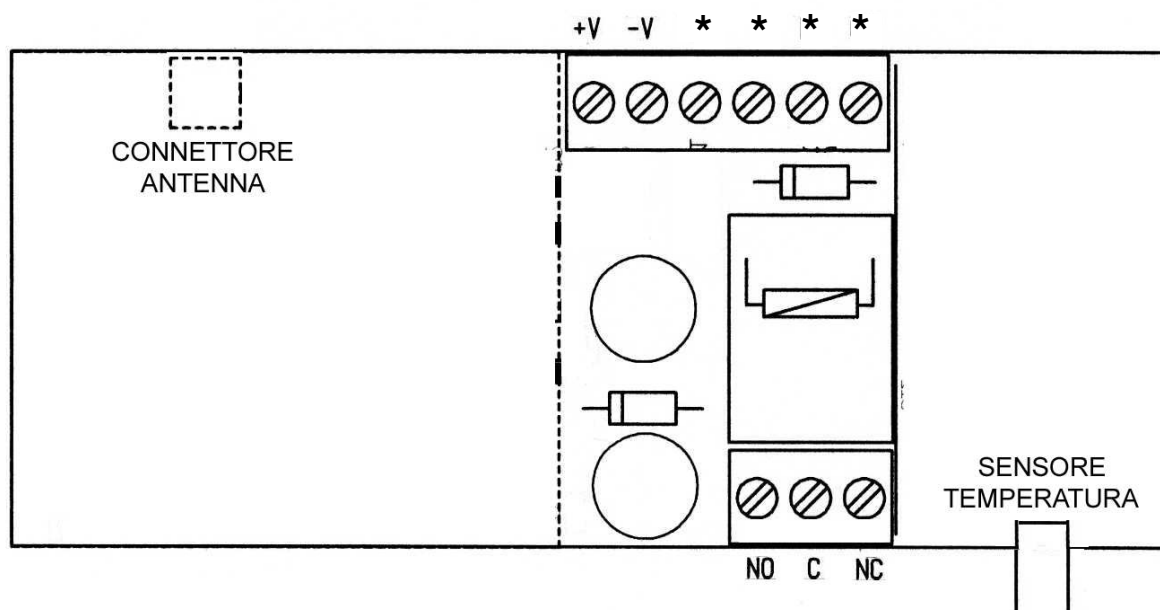 +V -V * * * *
CONNETTORE
ANTENNA
SENSORE
TEMPERATURA
NO C NC